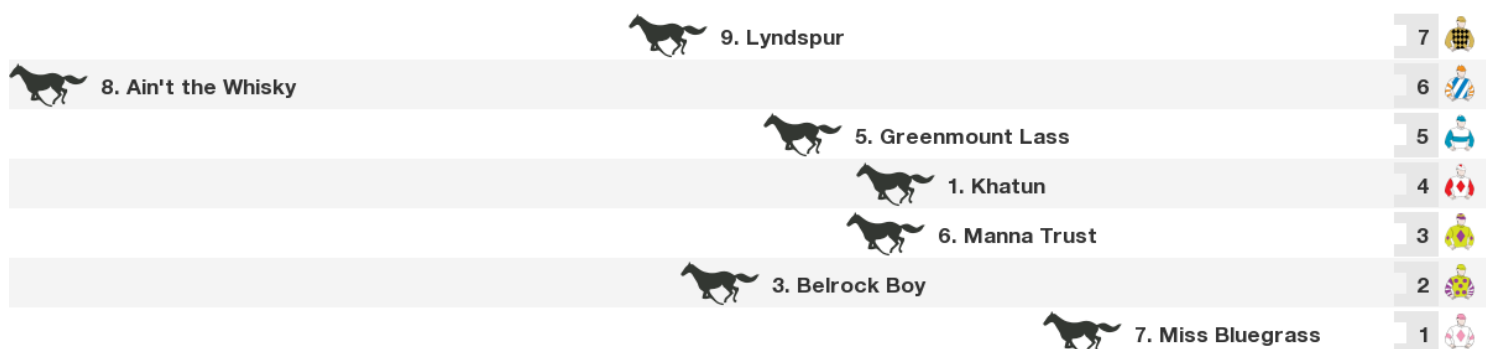 9. Lyndspur 7
8. Ain't the Whisky 6
5. Greenmount Lass 5
1. Khatun 4
6. Manna Trust 3
3. Belrock Boy 2
7. Miss Bluegrass 1